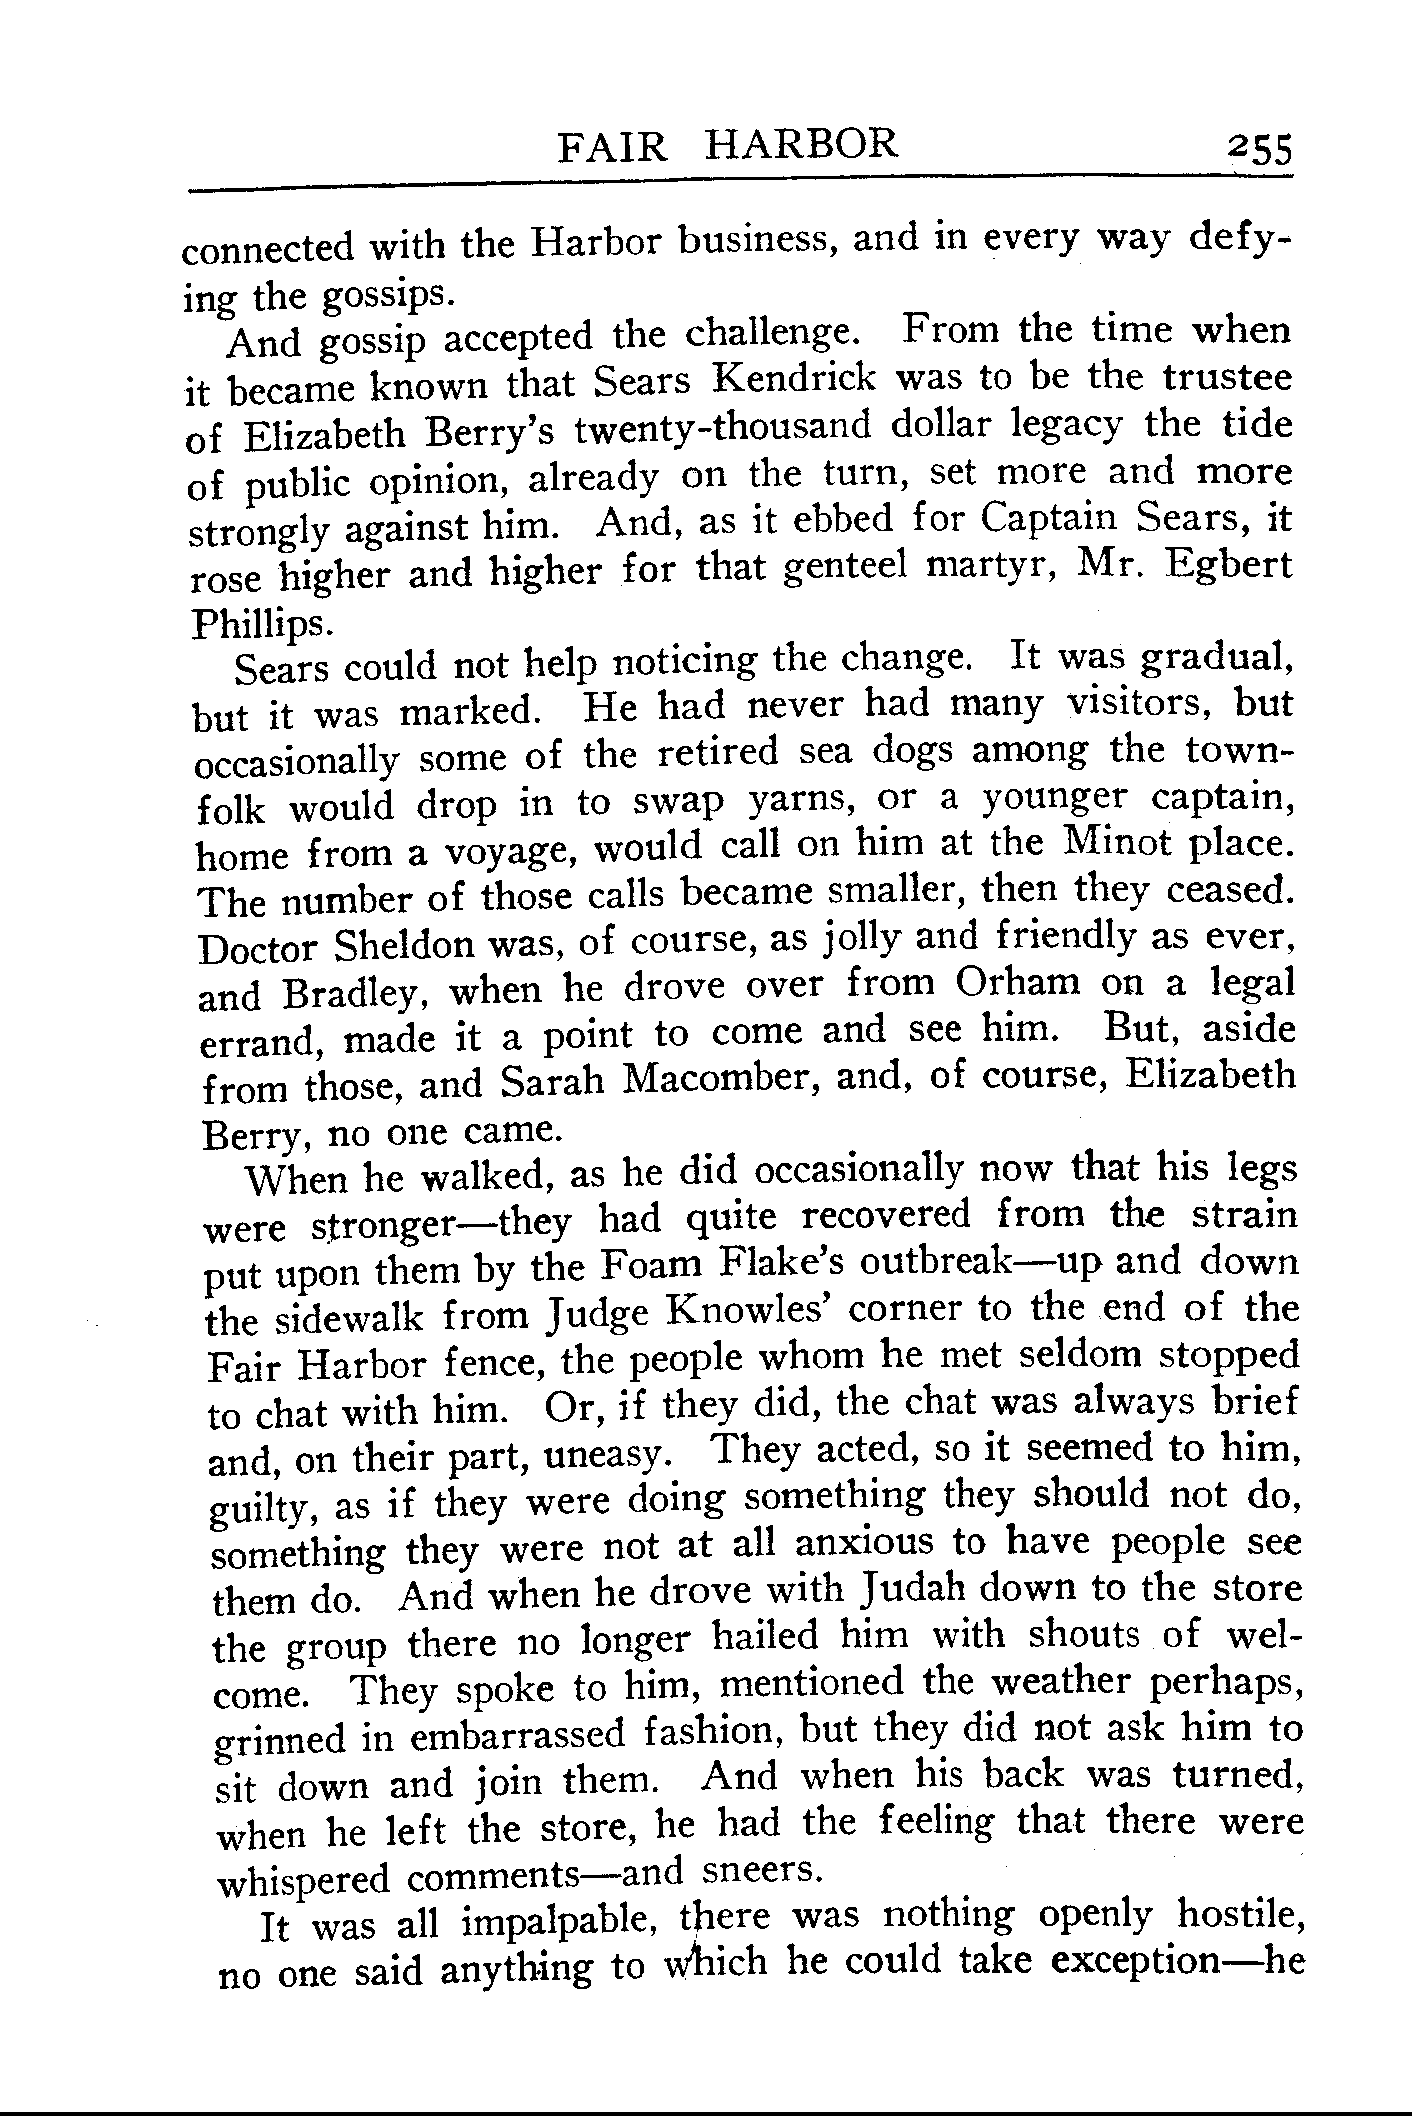 FAIR HARBOR 255
connected with the Harbor business, and in every way defy-
ing the gossips.
And gossip accepted the challenge. From the time when
it became known that Sears Kendrick was to be the trustee
of Elizabeth Berry's twenty-thousand dollar legacy the tide
of public opinion, already on the turn, set more and more
strongly against him. And, as it ebbed for Captain Sears, it
rose higher and higher for that genteel martyr, Mr. Egbert
Phillips.
Sears could not help noticing the change. It was gradual,
but it was marked. He had never had many visitors, but
occasionally some of the retired sea dogs among the town-
folk would drop in to swap yarns, or a younger captain,
home from a voyage, would call on him at the Minot place.
The number of those calls became smaller, then they ceased.
Doctor Sheldon was, of course, as jolly and friendly as ever,
and Bradley, when he drove over from Orham on a legal
errand, made it a point to come and see him. But, aside
from those, and Sarah Macomber, and, of course, Elizabeth
Berry, no one came.
When he walked, as he did occasionally now that his legs
were stronger—they had quite recovered from the strain
put upon them by the Foam Flake's outbreak—up and down
the sidewalk from Judge Knowles' corner to the end of the
Fair Harbor fence, the people whom he met seldom stopped
to chat with him. Or, if they did, the chat was always brief
and, on their part, uneasy. They acted, so it seemed to him,
guilty, as if they were doing something they should not do,
something they were not at all anxious to have people see
them do. And when he drove with Judah down to the store
the group there no longer hailed him with shouts of wel-
come. They spoke to him, mentioned the weather perhaps,
grinned in embarrassed fashion, but they did not ask him to
sit down and join them. And when his back was turned,
when he left the store, he had the feeling that there were
whispered comments—and sneers.
It was all impalpable, there was nothing openly hostile,
no one said anything to which he could take exception—he